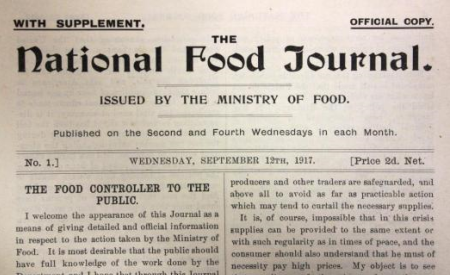 WITH SUPPLEMENT.
OFFICIAL COPY.
THE
National Food Journal.
ISSUED BY THE MINISTRY OF FOOD.
Published on the Second and Fourth Wednesdays in each Month.
No. 1.] WEDNESDAY, SEPTEMBER 12TH, 1917. [Price 2d. Net.
THE FOOD CONTROLLER TO THE
PUBLIC.
I welcome the appearance of this Journal as a
means of giving detailed and official information
in respect to the action taken by the Ministry of
Food. It is most desirable that the public should
have full knowledge of the work done by the
and I hope that through this Journal
producers and other traders are safeguarded, and
above all to avoid as far as practicable action
which may tend to curtail the necessary supplies.
It is, of course, impossible that in this crisis
supplies can be provided to the same extent or
with such regularity as in times of peace, and the
consumer should also understand that he must of
necessity pay high prices. My object is to see